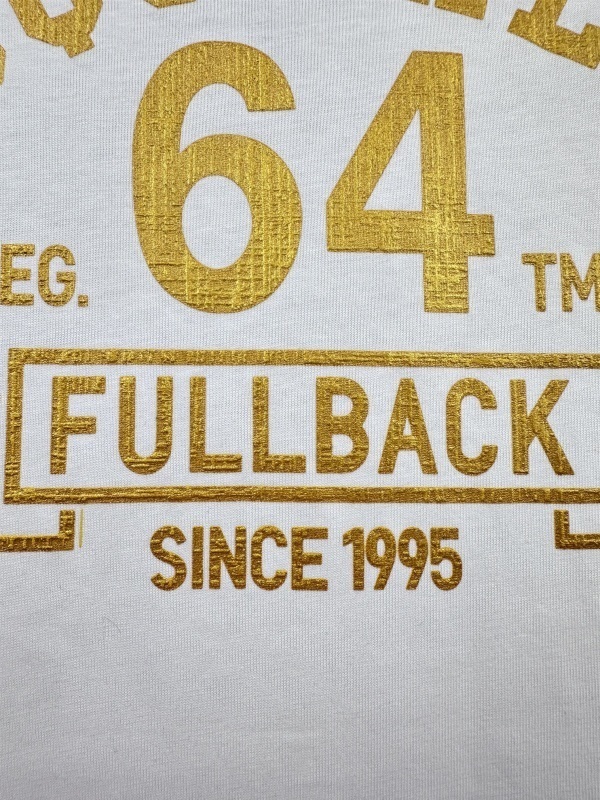 64
EG. TM
FULLBACK
SINCE 1995